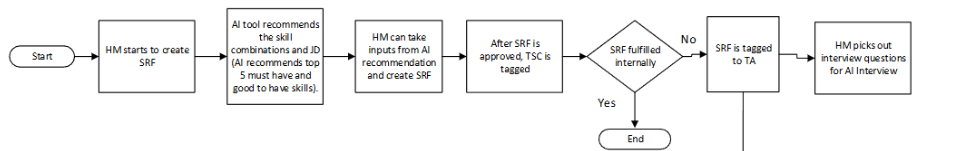 Start
HM starts to create
SRF
AI tool recommends
the skill
combinations and JD
(AI recommends top
5 must have and
good to have skills).
HM can take
inputs from AI
recommendation
and create SRF
After SRF is
approved, TSC is
tagged
SRF fulfilled
internally
No
Yes
End
SRF is tagged
to TA
HM picks out
interview questions
for AI Interview